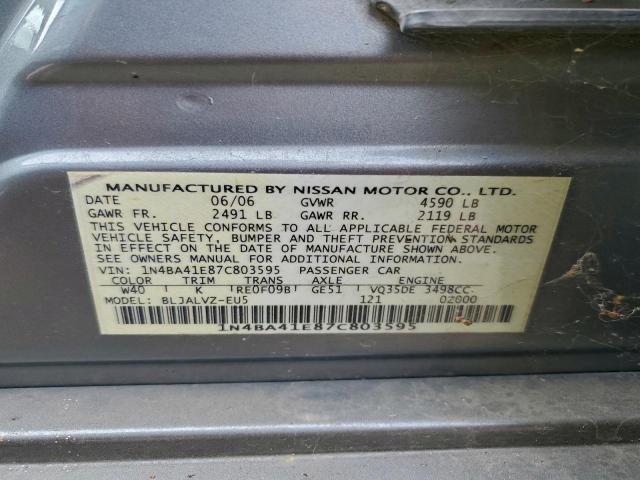 MANUFACTURED BY NISSAN MOTOR CO., LTD.
DATE 06/06 GVWR 4590 LB
GAWR FR. 2491 LB GAWR RR. 2119 LB
THIS VEHICLE CONFORMS TO ALL APPLICABLE FEDERAL MOTOR
VEHICLE SAFETY, BUMPER AND THEFT PREVENTION STANDARDS
IN EFFECT ON THE DATE OF MANUFACTURE SHOWN ABOVE.
SEE OWNERS MANUAL FOR ADDITIONAL INFORMATION.
VIN: 1N4BA41E87C803595 PASSENGER CAR
COLOR TRIM TRANS AXLE ENGINE
W40 K RE0F09B GE51 VQ35DE 3498CC
MODEL: BLJALVZ-EU5 121 0Z000
1N4BA41E87C803595